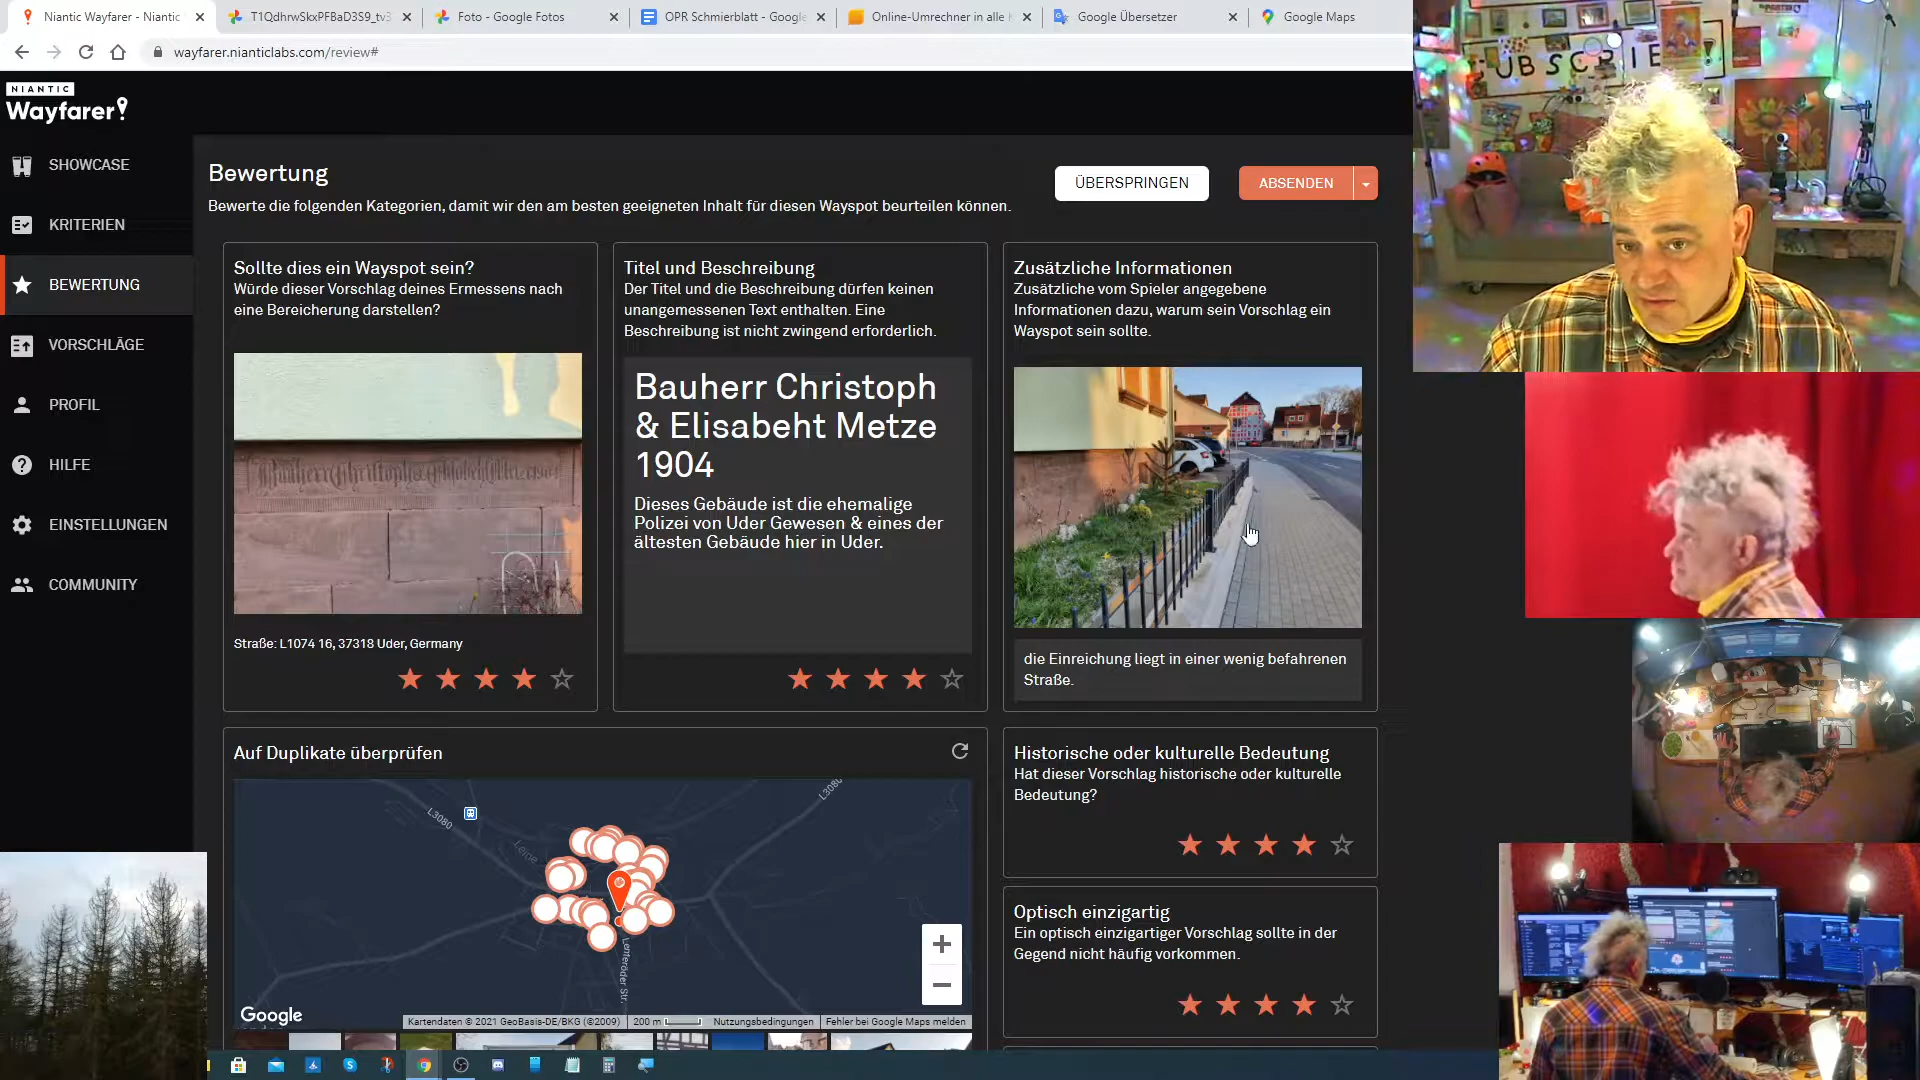 Niantic Wayfarer - Niantic
T1QdhrwSkxPFBaD3S9_tv3
Foto - Google Fotos
OPR Schmierblatt - Google
Online-Umrechner in alle
Google Übersetzer
Google Maps
wayfarer.nianticlabs.com/review#
NIANTIC
Wayfarer
SHOWCASE
KRITERIEN
BEWERTUNG
VORSCHLÄGE
PROFIL
HILFE
EINSTELLUNGEN
COMMUNITY
Bewertung
Bewerte die folgenden Kategorien, damit wir den am besten geeigneten Inhalt für diesen Wayspot beurteilen können.
ÜBERSPRINGEN
ABSENDEN
Sollte dies ein Wayspot sein?
Würde dieser Vorschlag deines Ermessens nach
eine Bereicherung darstellen?
Straße: L1074 16, 37318 Uder, Germany
Titel und Beschreibung
Der Titel und die Beschreibung dürfen keinen
unangemessenen Text enthalten. Eine
Beschreibung ist nicht zwingend erforderlich.
Bauherr Christoph
& Elisabeht Metze
1904
Dieses Gebäude ist die ehemalige
Polizei von Uder Gewesen & eines der
ältesten Gebäude hier in Uder.
Zusätzliche Informationen
Zusätzliche vom Spieler angegebene
Informationen dazu, warum sein Vorschlag ein
Wayspot sein sollte.
die Einreichung liegt in einer wenig befahrenen
Straße.
Auf Duplikate überprüfen
L3080
L3080
Leine
Lenteröder Str.
Google
Kartendaten © 2021 GeoBasis-DE/BKG (©2009)
200 m
Nutzungsbedingungen
Fehler bei Google Maps melden
Historische oder kulturelle Bedeutung
Hat dieser Vorschlag historische oder kulturelle
Bedeutung?
Optisch einzigartig
Ein optisch einzigartiger Vorschlag sollte in der
Gegend nicht häufig vorkommen.
UBSCRIE